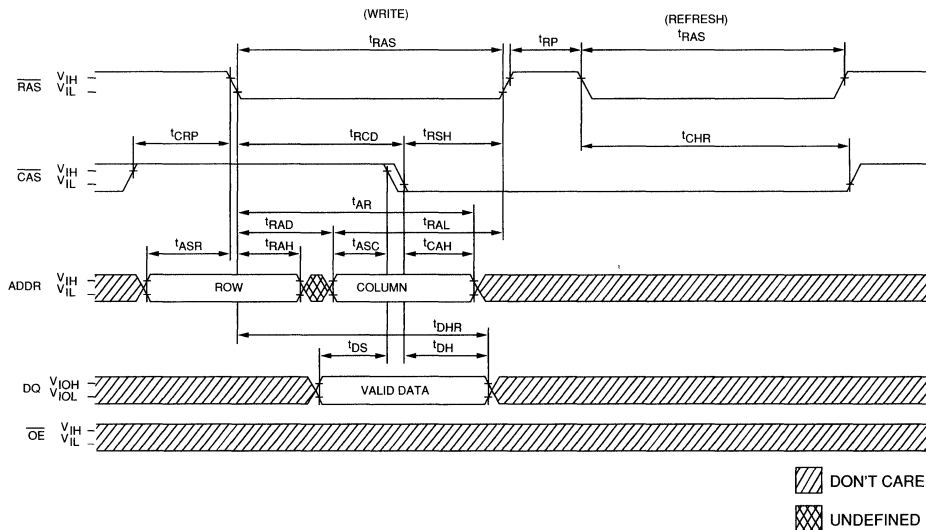 (WRITE)
(REFRESH)
tRAS
tRP
tRAS
RAS
VIH
VIL
tCRP
tRCD
tRSH
tCHR
CAS
VIH
VIL
tAR
tRAD
tRAL
tASR
tRAH
tASC
tCAH
ADDR
VIH
VIL
ROW
COLUMN
tDHR
tDS
tDH
DQ
VIOH
VIOL
VALID DATA
OE
VIH
VIL
DON'T CARE
UNDEFINED